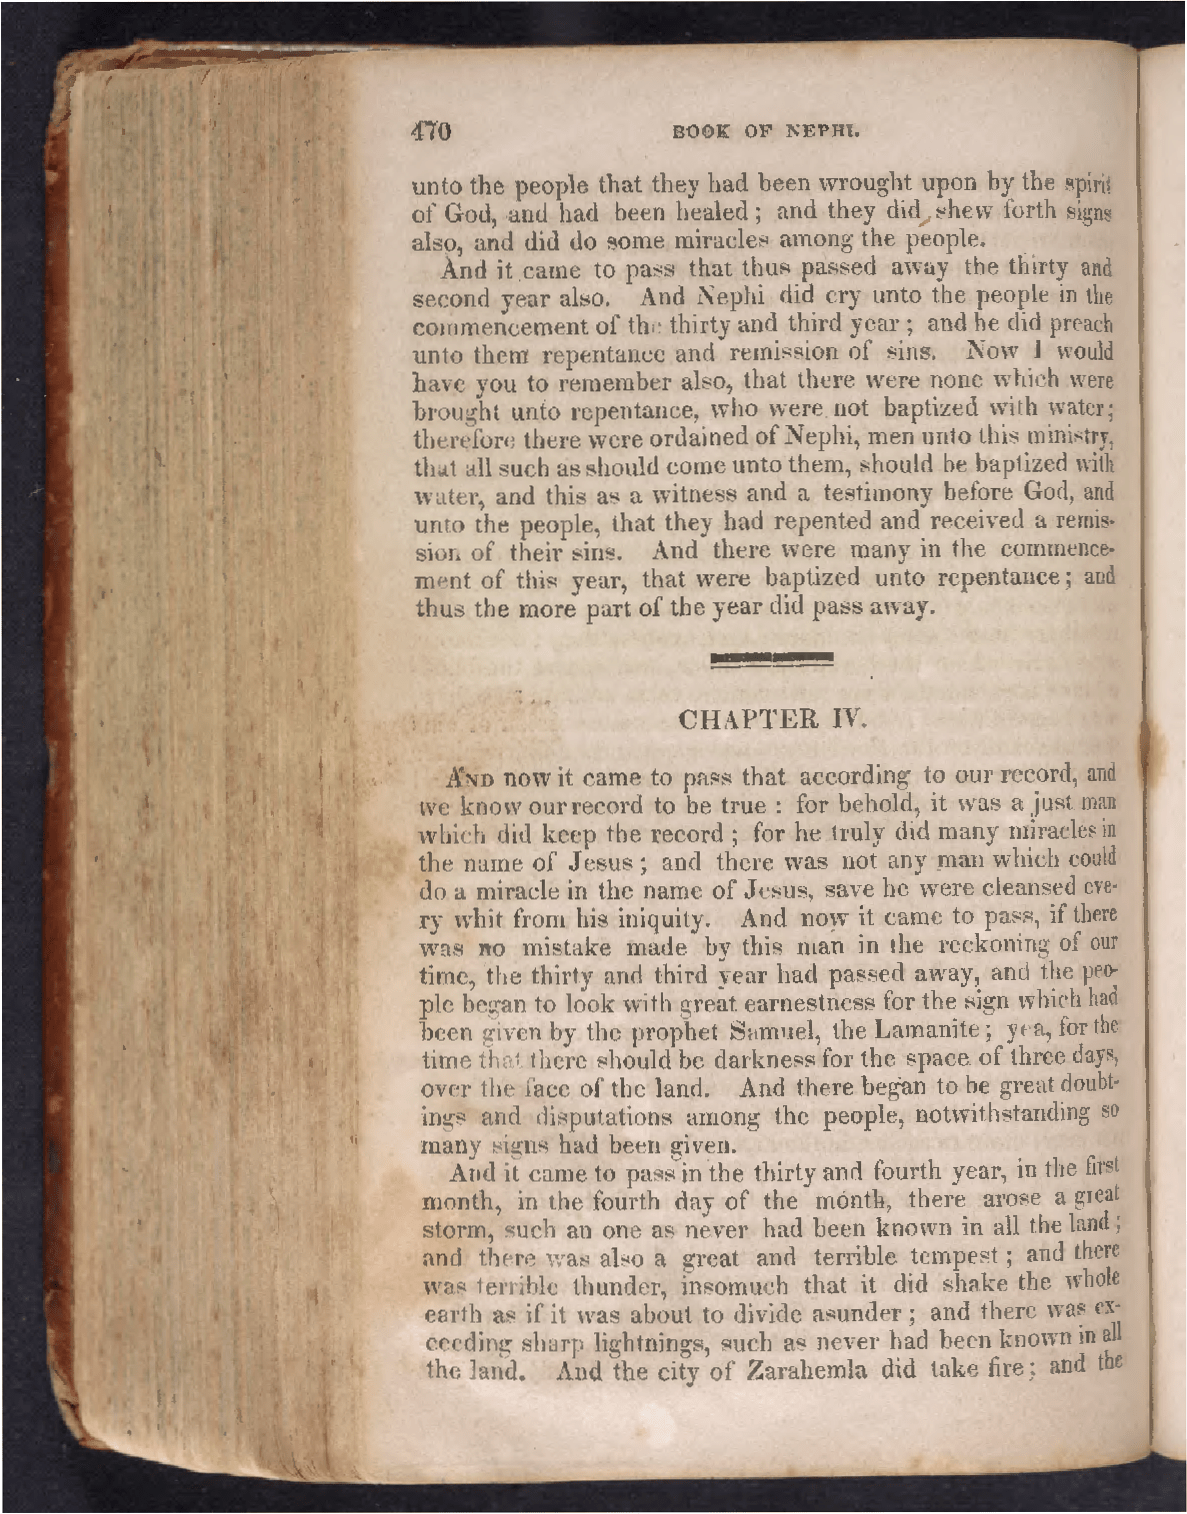 470 BOOK OF NEPHI.
unto the people that they had been wrought upon by the spirit
of God, and had been healed; and they did shew forth signs
also, and did do some miracles among the people.
And it came to pass that thus passed away the thirty and
second year also. And Nephi did cry unto the people in the
commencement of the thirty and third year; and he did preach
unto them repentance and remission of sins. Now I would
have you to remember also, that there were none which were
brought unto repentance, who were not baptized with water;
therefore there were ordained of Nephi, men unto this ministry,
that all such as should come unto them, should be baptized with
water, and this as a witness and a testimony before God, and
unto the people, that they had repented and received a remis-
sion of their sins. And there were many in the commence-
ment of this year, that were baptized unto repentance; and
thus the more part of the year did pass away.
CHAPTER IV.
AND now it came to pass that according to our record, and
we know our record to be true: for behold, it was a just man
which did keep the record; for he truly did many miracles in
the name of Jesus; and there was not any man which could
do a miracle in the name of Jesus, save he were cleansed eve-
ry whit from his iniquity. And now it came to pass, if there
was no mistake made by this man in the reckoning of our
time, the thirty and third year had passed away, and the peo-
ple began to look with great earnestness for the sign which had
been given by the prophet Samuel, the Lamanite; yea, for the
time that there should be darkness for the space of three days,
over the face of the land. And there began to be great doubt-
ings and disputations among the people, notwithstanding so
many signs had been given.
And it came to pass in the thirty and fourth year, in the first
month, in the fourth day of the month, there arose a great
storm, such an one as never had been known in all the land;
and there was also a great and terrible tempest; and there
was terrible thunder, insomuch that it did shake the whole
earth as if it was about to divide asunder; and there was ex-
ceeding sharp lightnings, such as never had been known in all
the land. And the city of Zarahemla did take fire; and the